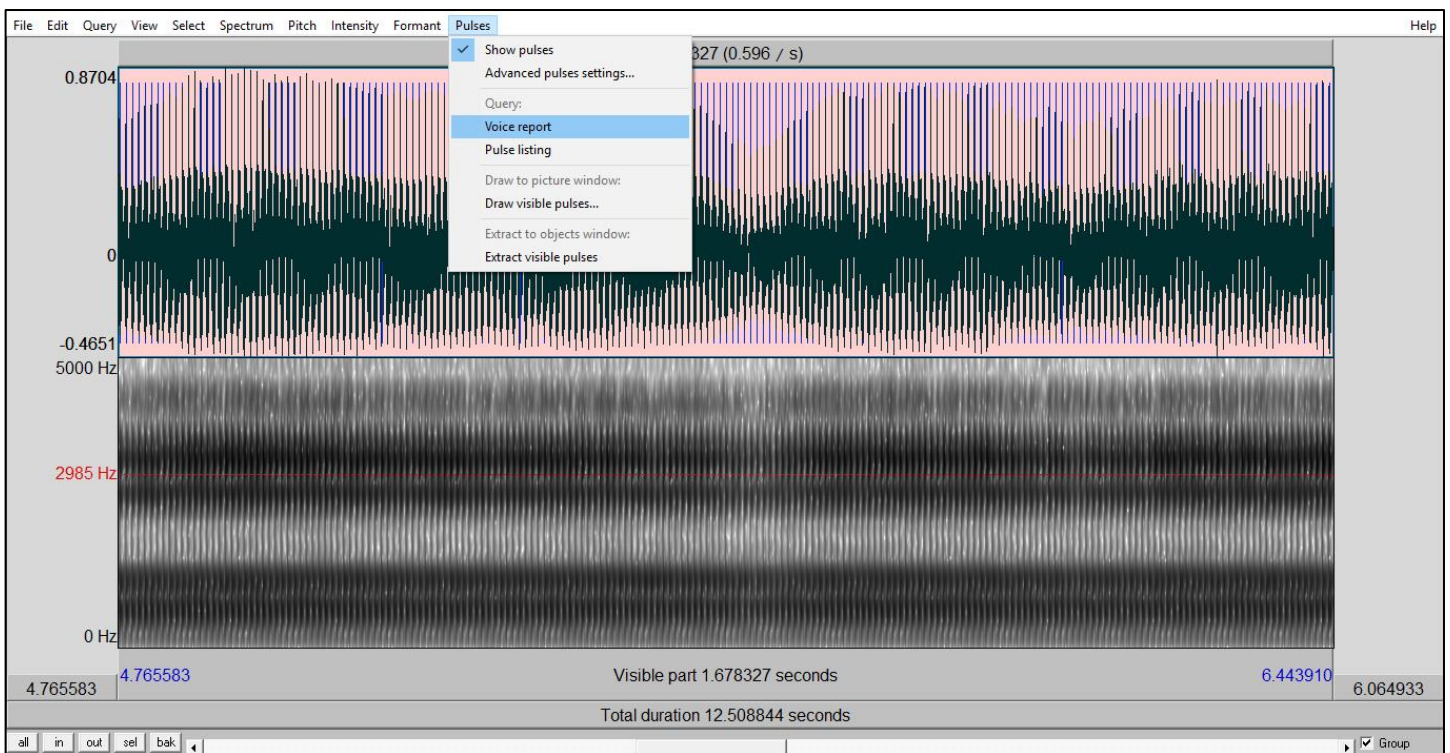 File Edit Query View Select Spectrum Pitch Intensity Formant Pulses Help
327 (0.596 / s)
Show pulses
Advanced pulses settings...
Query:
Voice report
Pulse listing
Draw to picture window:
Draw visible pulses...
Extract to objects window:
Extract visible pulses
0.8704
0
-0.4651
5000 Hz
2985 Hz
0 Hz
4.765583 4.765583 Visible part 1.678327 seconds 6.443910 6.064933
Total duration 12.508844 seconds
all in out sel bak Group